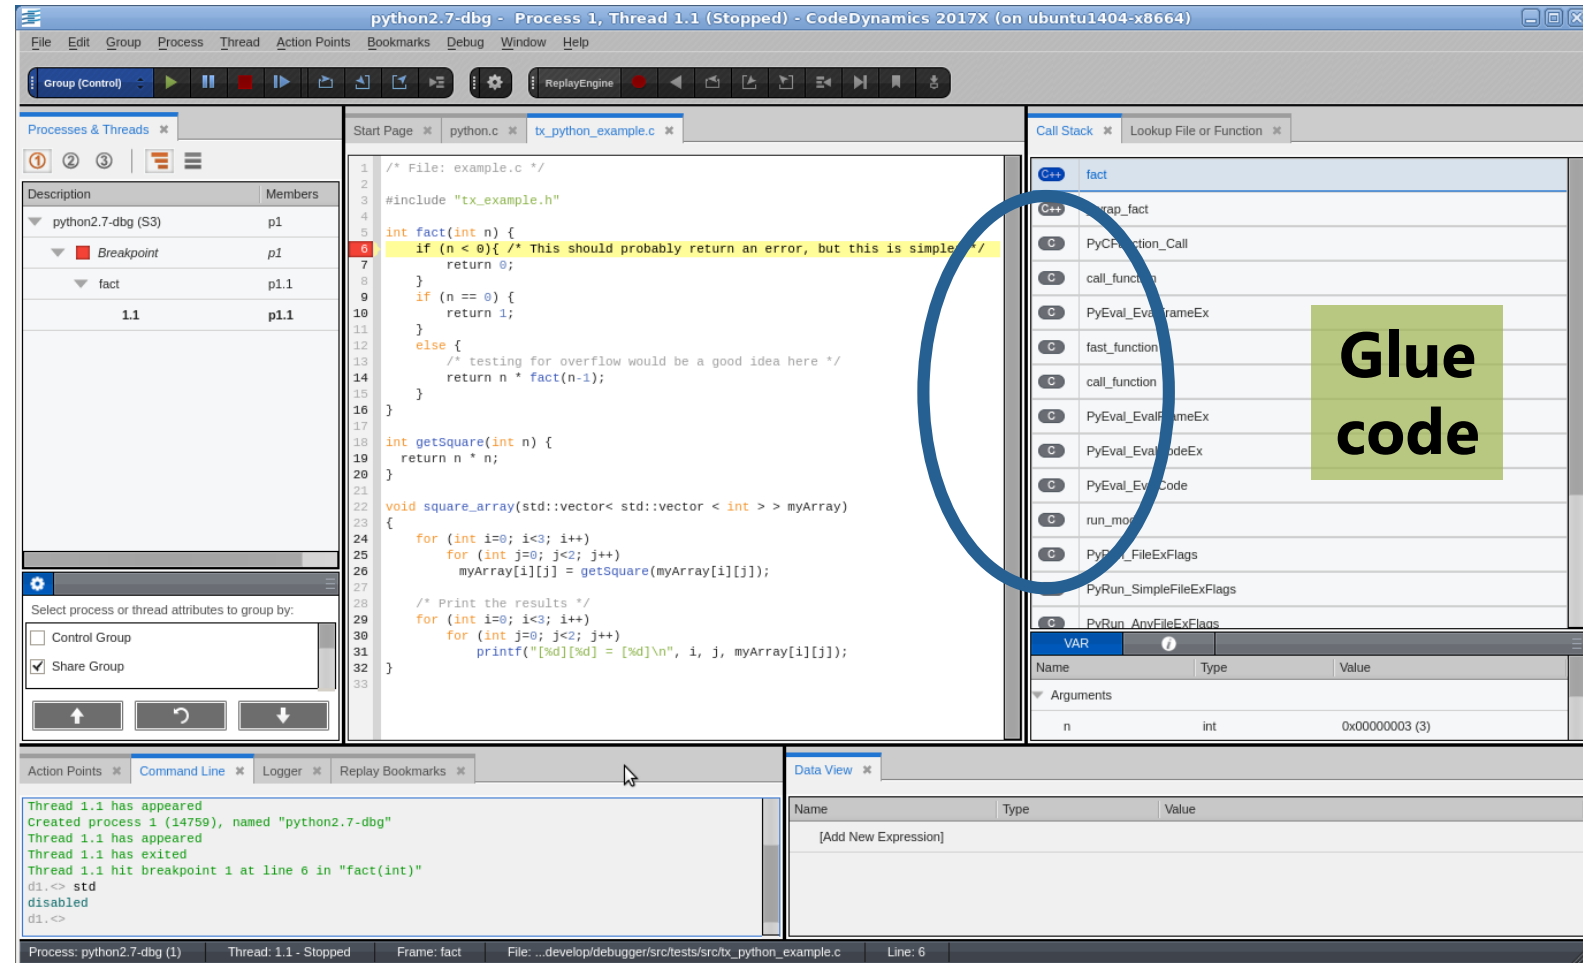 python2.7-dbg - Process 1, Thread 1.1 (Stopped) - CodeDynamics 2017X (on ubuntu1404-x8664)
File Edit Group Process Thread Action Points Bookmarks Debug Window Help
Group (Control) ReplayEngine
Processes & Threads
1 2 3
Description Members
python2.7-dbg (S3) p1
Breakpoint p1
fact p1.1
1.1 p1.1
Select process or thread attributes to group by:
Control Group
Share Group
Start Page python.c tx_python_example.c
1 /* File: example.c */
2
3 #include "tx_example.h"
4
5 int fact(int n) {
6 if (n < 0){ /* This should probably return an error, but this is simple */
7 return 0;
8 }
9 if (n == 0) {
10 return 1;
11 }
12 else {
13 /* testing for overflow would be a good idea here */
14 return n * fact(n-1);
15 }
16 }
17
18 int getSquare(int n) {
19 return n * n;
20 }
21
22 void square_array(std::vector< std::vector < int > > myArray)
23 {
24 for (int i=0; i<3; i++)
25 for (int j=0; j<2; j++)
26 myArray[i][j] = getSquare(myArray[i][j]);
27
28 /* Print the results */
29 for (int i=0; i<3; i++)
30 for (int j=0; j<2; j++)
31 printf("[%d][%d] = [%d]\n", i, j, myArray[i][j]);
32 }
33
Call Stack Lookup File or Function
C++ fact
C++ _wrap_fact
C PyCFunction_Call
C call_function
C PyEval_EvalFrameEx
C fast_function
C call_function
C PyEval_EvalFrameEx
C PyEval_EvalCodeEx
C PyEval_EvalCode
C run_mod
C PyRun_FileExFlags
PyRun_SimpleFileExFlags
C PyRun_AnyFileExFlags
Glue
code
VAR i
Name Type Value
Arguments
n int 0x00000003 (3)
Action Points Command Line Logger Replay Bookmarks
Thread 1.1 has appeared
Created process 1 (14759), named "python2.7-dbg"
Thread 1.1 has appeared
Thread 1.1 has exited
Thread 1.1 hit breakpoint 1 at line 6 in "fact(int)"
d1.<> std
disabled
d1.<>
Data View
Name Type Value
[Add New Expression]
Process: python2.7-dbg (1) Thread: 1.1 - Stopped Frame: fact File: ...develop/debugger/src/tests/src/tx_python_example.c Line: 6